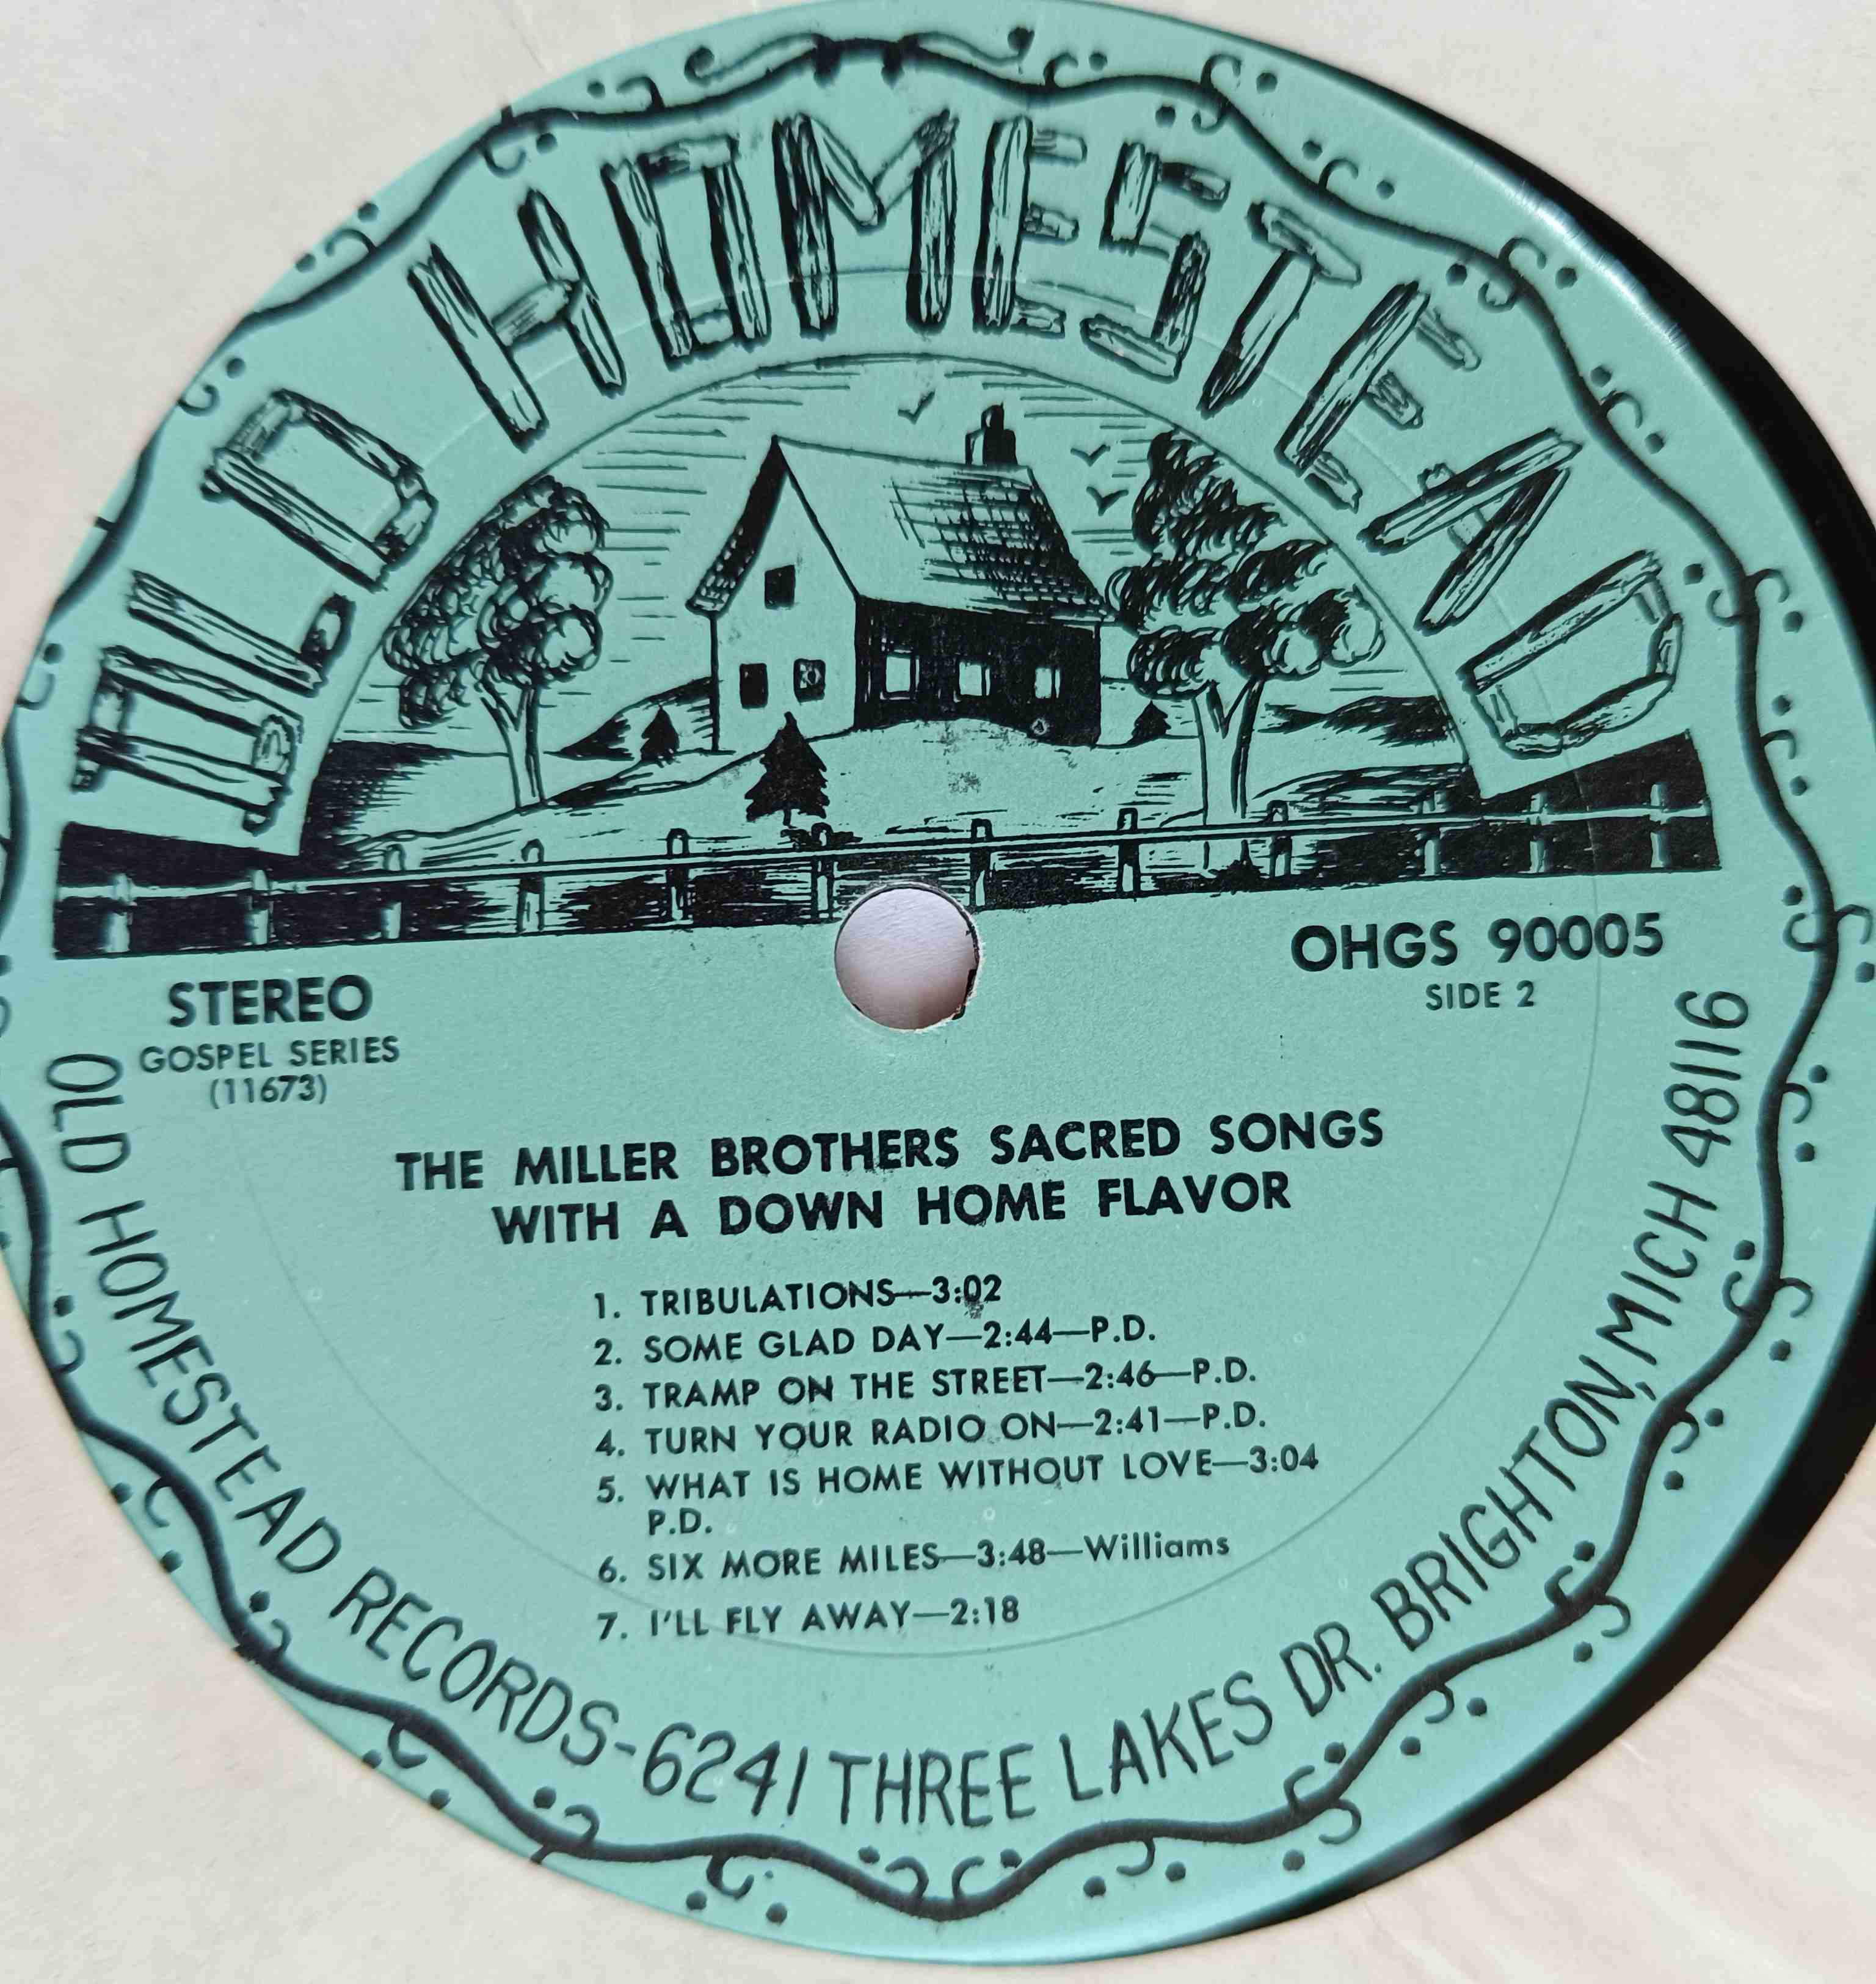 OLD HOMESTEAD
STEREO
GOSPEL SERIES
(11673)
OHGS 90005
SIDE 2
THE MILLER BROTHERS SACRED SONGS
WITH A DOWN HOME FLAVOR
1. TRIBULATIONS—3:02
2. SOME GLAD DAY—2:44—P.D.
3. TRAMP ON THE STREET—2:46—P.D.
4. TURN YOUR RADIO ON—2:41—P.D.
5. WHAT IS HOME WITHOUT LOVE—3:04
P.D.
6. SIX MORE MILES—3:48—Williams
7. I'LL FLY AWAY—2:18
OLD HOMESTEAD RECORDS-6241 THREE LAKES DR. BRIGHTON, MICH 48116